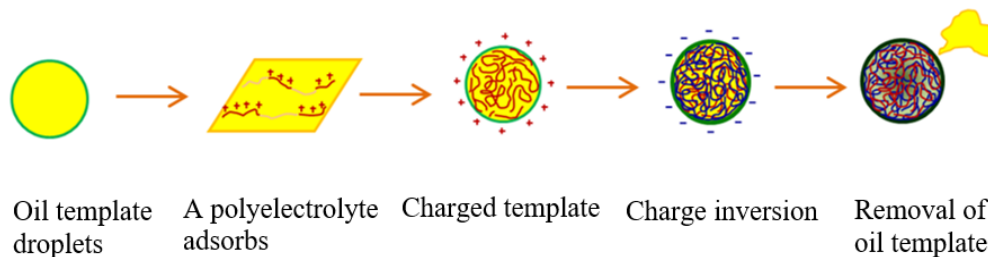 Oil template
droplets
A polyelectrolyte
adsorbs
Charged template
Charge inversion
Removal of
oil template